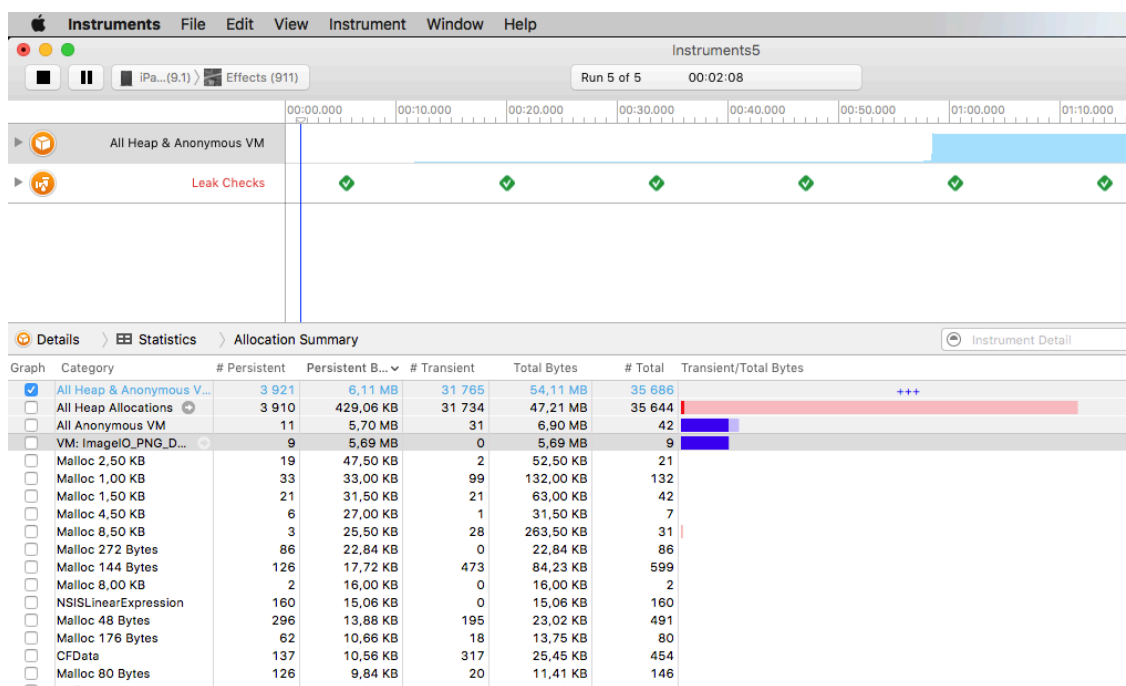 Instruments File Edit View Instrument Window Help
Instruments5
iPa...(9.1) Effects (911) Run 5 of 5 00:02:08
00:00.000 00:10.000 00:20.000 00:30.000 00:40.000 00:50.000 01:00.000 01:10.000
All Heap & Anonymous VM
Leak Checks
Details Statistics Allocation Summary Instrument Detail
Graph Category # Persistent Persistent B... # Transient Total Bytes # Total Transient/Total Bytes
All Heap & Anonymous V... 3 921 6,11 MB 31 765 54,11 MB 35 686 +++
All Heap Allocations 3 910 429,06 KB 31 734 47,21 MB 35 644
All Anonymous VM 11 5,70 MB 31 6,90 MB 42
VM: ImageIO_PNG_D... 9 5,69 MB 0 5,69 MB 9
Malloc 2,50 KB 19 47,50 KB 2 52,50 KB 21
Malloc 1,00 KB 33 33,00 KB 99 132,00 KB 132
Malloc 1,50 KB 21 31,50 KB 21 63,00 KB 42
Malloc 4,50 KB 6 27,00 KB 1 31,50 KB 7
Malloc 8,50 KB 3 25,50 KB 28 263,50 KB 31
Malloc 272 Bytes 86 22,84 KB 0 22,84 KB 86
Malloc 144 Bytes 126 17,72 KB 473 84,23 KB 599
Malloc 8,00 KB 2 16,00 KB 0 16,00 KB 2
NSISLinearExpression 160 15,06 KB 0 15,06 KB 160
Malloc 48 Bytes 296 13,88 KB 195 23,02 KB 491
Malloc 176 Bytes 62 10,66 KB 18 13,75 KB 80
CFData 137 10,56 KB 317 25,45 KB 454
Malloc 80 Bytes 126 9,84 KB 20 11,41 KB 146